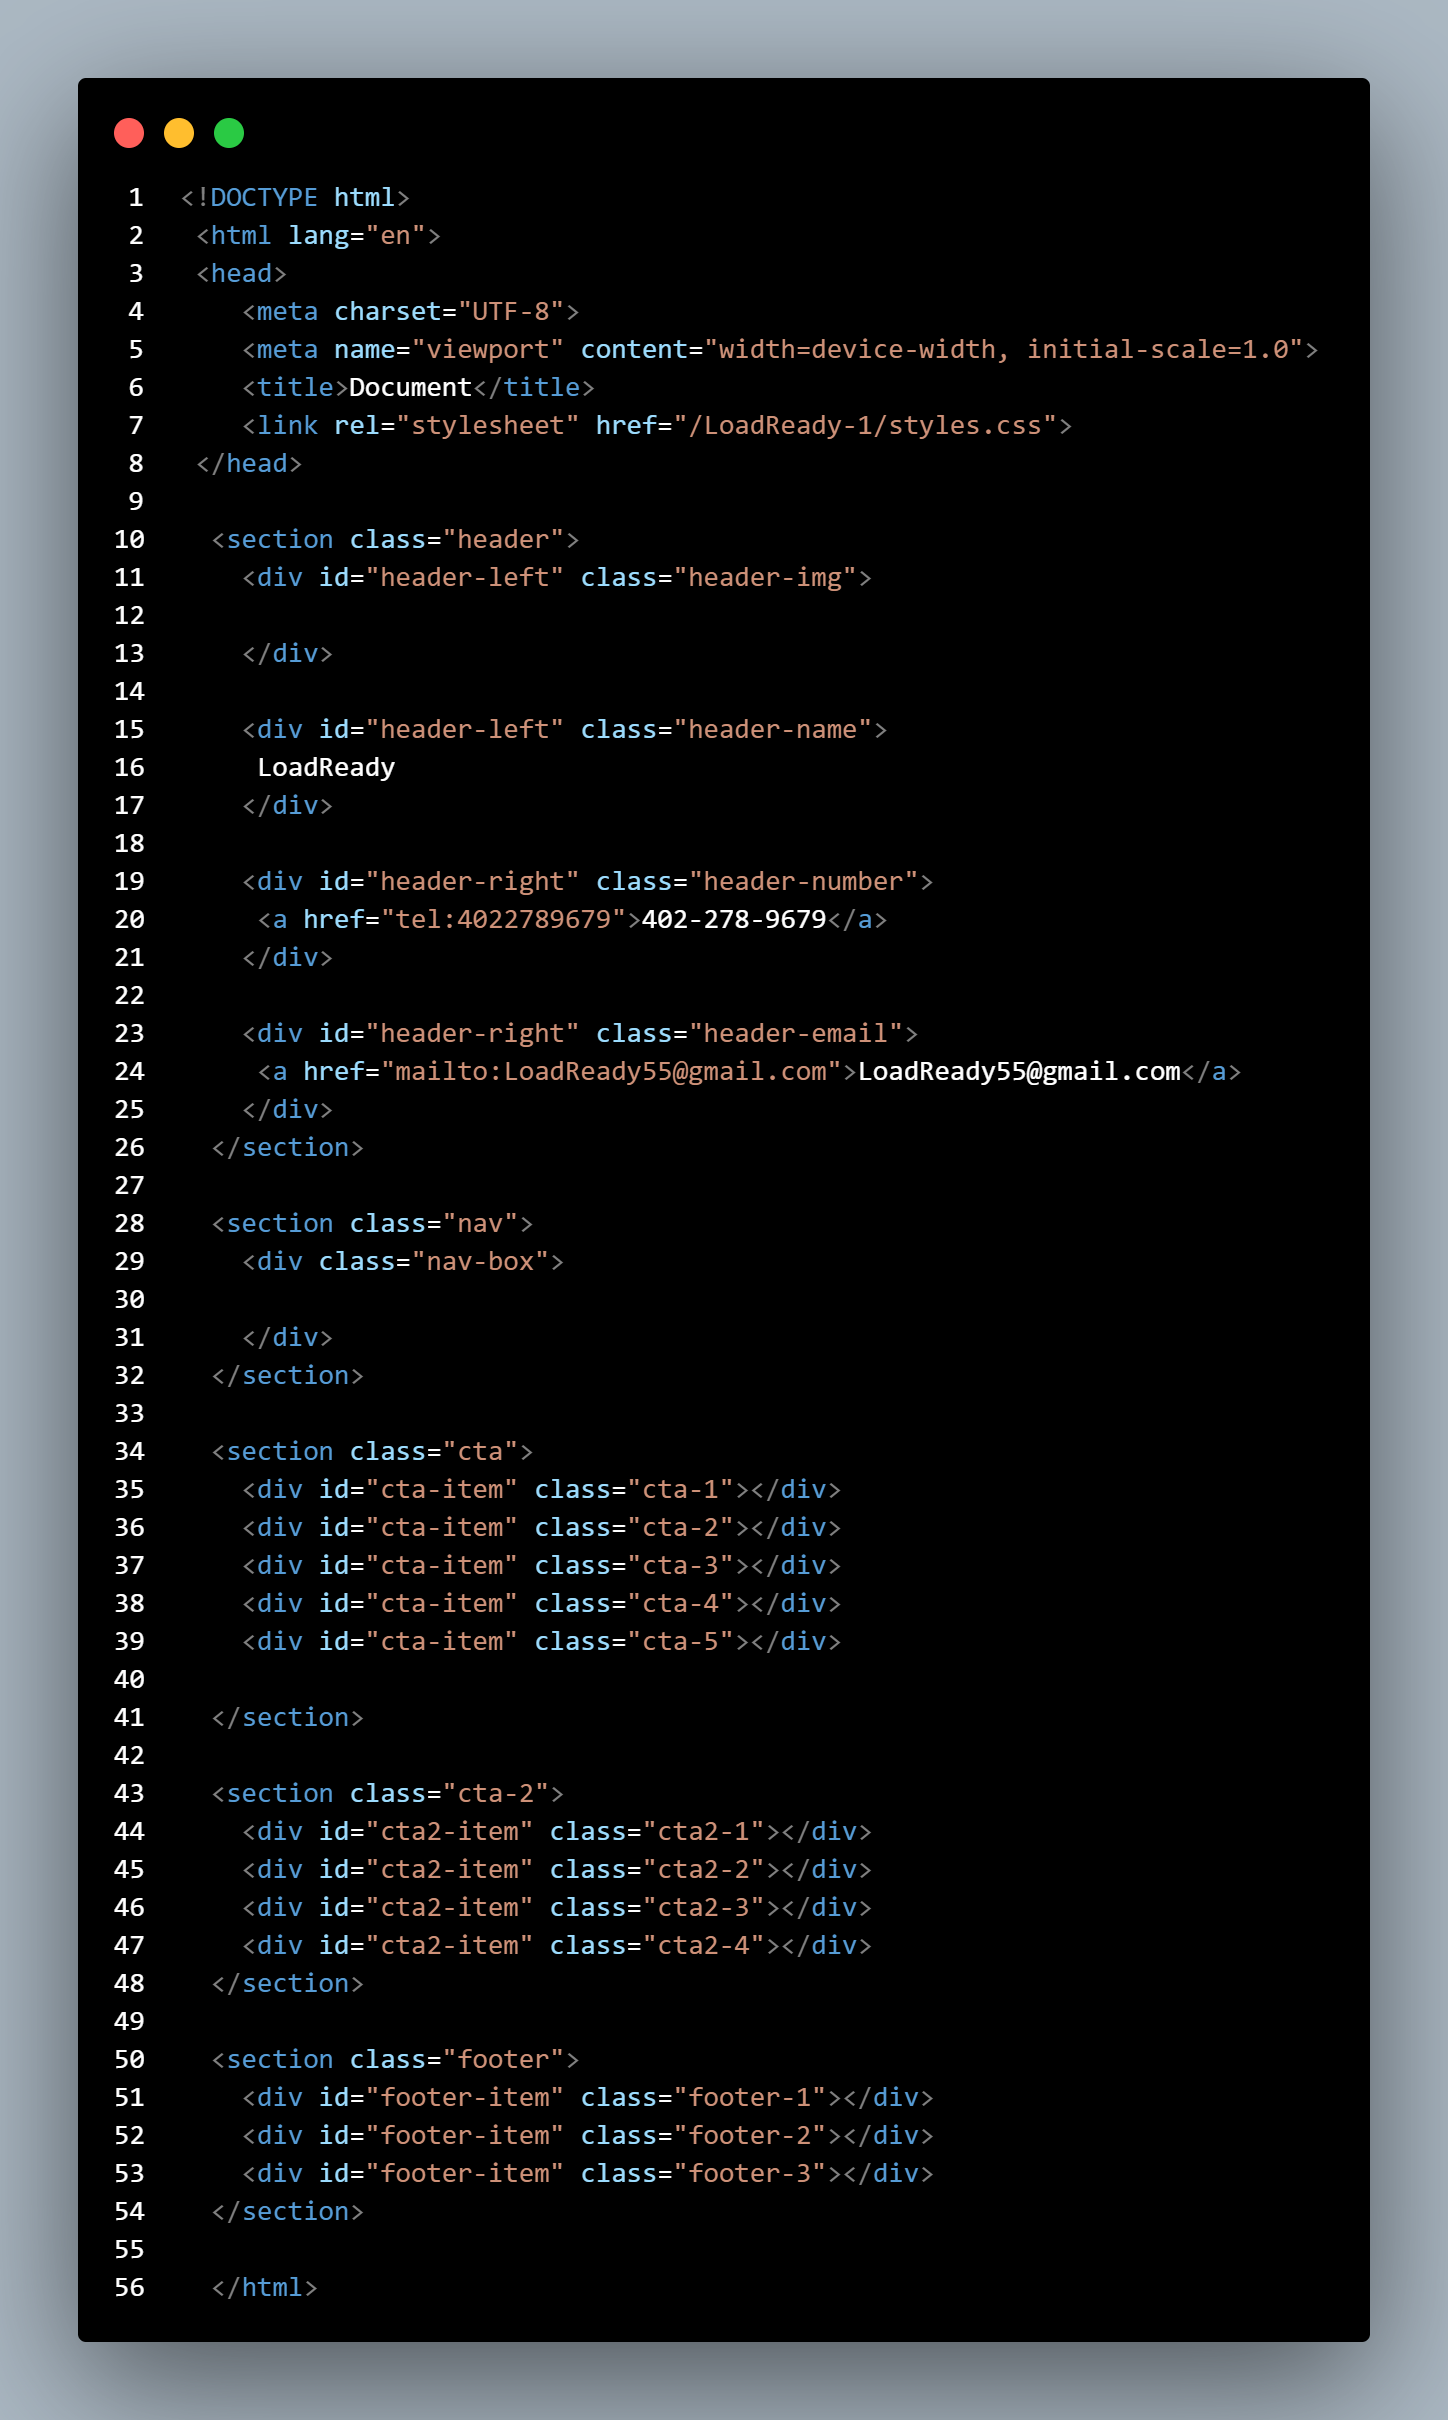 1 <!DOCTYPE html>
2 <html lang="en">
3 <head>
4 <meta charset="UTF-8">
5 <meta name="viewport" content="width=device-width, initial-scale=1.0">
6 <title>Document</title>
7 <link rel="stylesheet" href="/LoadReady-1/styles.css">
8 </head>
9
10 <section class="header">
11 <div id="header-left" class="header-img">
12
13 </div>
14
15 <div id="header-left" class="header-name">
16 LoadReady
17 </div>
18
19 <div id="header-right" class="header-number">
20 <a href="tel:4022789679">402-278-9679</a>
21 </div>
22
23 <div id="header-right" class="header-email">
24 <a href="mailto:LoadReady55@gmail.com">LoadReady55@gmail.com</a>
25 </div>
26 </section>
27
28 <section class="nav">
29 <div class="nav-box">
30
31 </div>
32 </section>
33
34 <section class="cta">
35 <div id="cta-item" class="cta-1"></div>
36 <div id="cta-item" class="cta-2"></div>
37 <div id="cta-item" class="cta-3"></div>
38 <div id="cta-item" class="cta-4"></div>
39 <div id="cta-item" class="cta-5"></div>
40
41 </section>
42
43 <section class="cta-2">
44 <div id="cta2-item" class="cta2-1"></div>
45 <div id="cta2-item" class="cta2-2"></div>
46 <div id="cta2-item" class="cta2-3"></div>
47 <div id="cta2-item" class="cta2-4"></div>
48 </section>
49
50 <section class="footer">
51 <div id="footer-item" class="footer-1"></div>
52 <div id="footer-item" class="footer-2"></div>
53 <div id="footer-item" class="footer-3"></div>
54 </section>
55
56 </html>